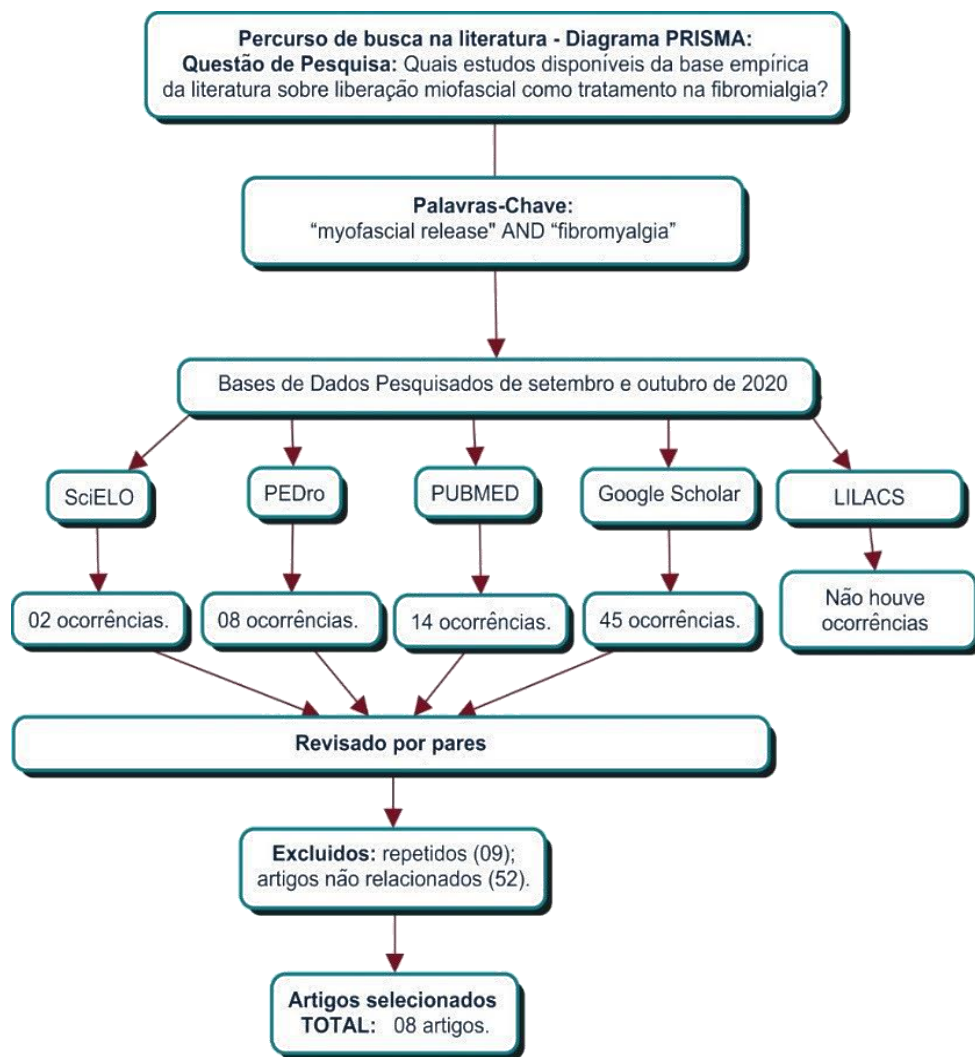 Percurso de busca na literatura - Diagrama PRISMA:
Questão de Pesquisa: Quais estudos disponíveis da base empírica
da literatura sobre liberação miofascial como tratamento na fibromialgia?
Palavras-Chave:
“myofascial release" AND “fibromyalgia”
Bases de Dados Pesquisados de setembro e outubro de 2020
SciELO
PEDro
PUBMED
Google Scholar
LILACS
02 ocorrências.
08 ocorrências.
14 ocorrências.
45 ocorrências.
Não houve
ocorrências
Revisado por pares
Excluidos: repetidos (09);
artigos não relacionados (52).
Artigos selecionados
TOTAL: 08 artigos.